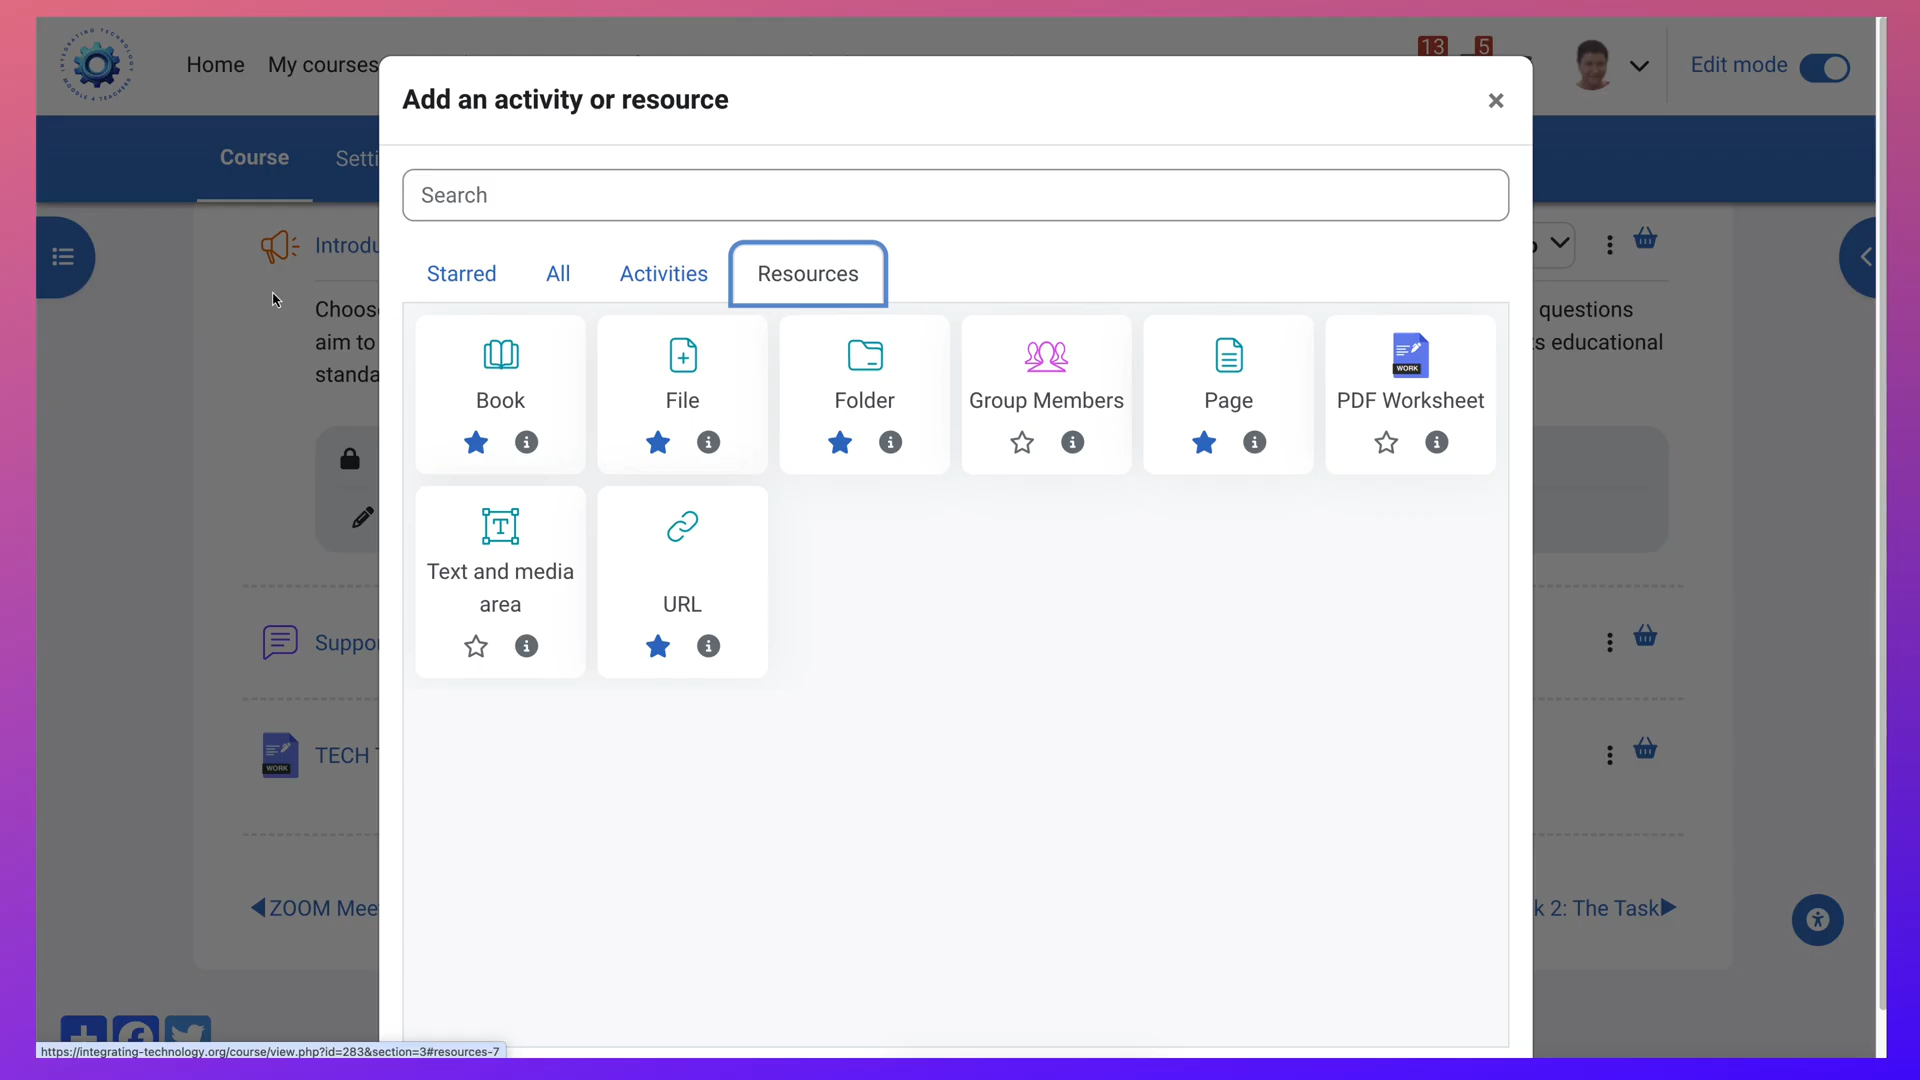 Home
My courses
13
5
Edit mode
Add an activity or resource
Course
Setti
Search
Starred
All
Activities
Resources
Introdu
Choos
aim to
standa
questions
s educational
Book
File
Folder
Group Members
Page
WORK
PDF Worksheet
Text and media
area
URL
Suppo
WORK
TECH T
ZOOM Mee
k 2: The Task
https://integrating-technology.org/course/view.php?id=283&section=3#resources-7